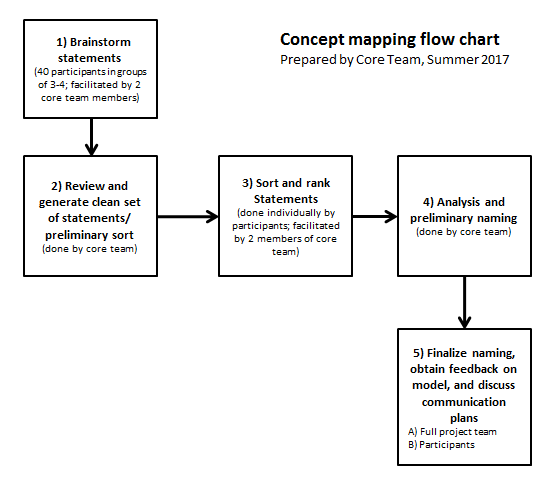 Concept mapping flow chart
Prepared by Core Team, Summer 2017
1) Brainstorm
statements
(40 participants in groups
of 3-4; facilitated by 2
core team members)
2) Review and
generate clean set
of statements/
preliminary sort
(done by core team)
3) Sort and rank
Statements
(done individually by
participants; facilitated
by 2 members of core
team)
4) Analysis and
preliminary naming
(done by core team)
5) Finalize naming,
obtain feedback on
model, and discuss
communication
plans
A) Full project team
B) Participants